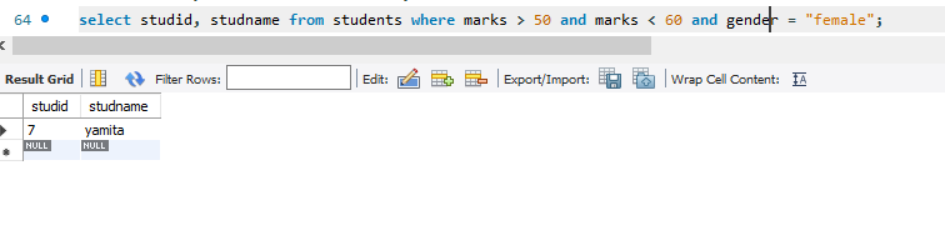 64 select studid, studname from students where marks > 50 and marks < 60 and gender = "female";
Result Grid Filter Rows: Edit: Export/Import: Wrap Cell Content: IA
studid studname
7 yamita
NULL NULL